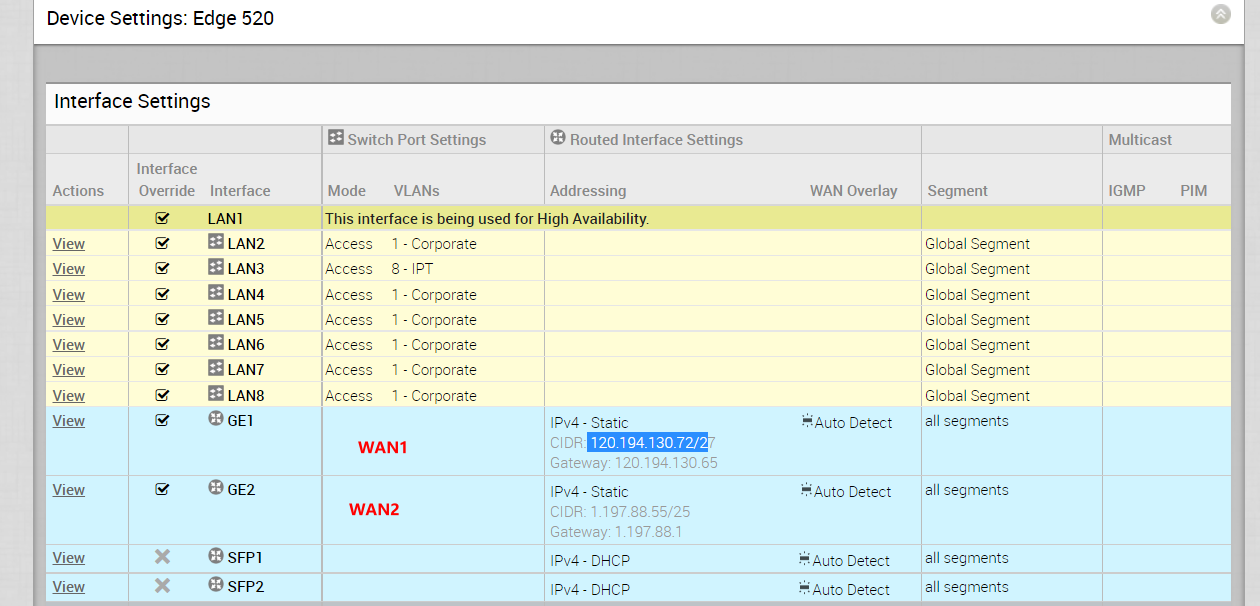 Device Settings: Edge 520
Interface Settings
Switch Port Settings Routed Interface Settings Multicast
Actions Interface Override Interface Mode VLANs Addressing WAN Overlay Segment IGMP PIM
LAN1 This interface is being used for High Availability.
View LAN2 Access 1 - Corporate Global Segment
View LAN3 Access 8 - IPT Global Segment
View LAN4 Access 1 - Corporate Global Segment
View LAN5 Access 1 - Corporate Global Segment
View LAN6 Access 1 - Corporate Global Segment
View LAN7 Access 1 - Corporate Global Segment
View LAN8 Access 1 - Corporate Global Segment
View GE1 IPv4 - Static Auto Detect all segments
WAN1 CIDR: 120.194.130.72/27
Gateway: 120.194.130.65
View GE2 IPv4 - Static Auto Detect all segments
WAN2 CIDR: 1.197.88.55/25
Gateway: 1.197.88.1
View SFP1 IPv4 - DHCP Auto Detect all segments
View SFP2 IPv4 - DHCP Auto Detect all segments